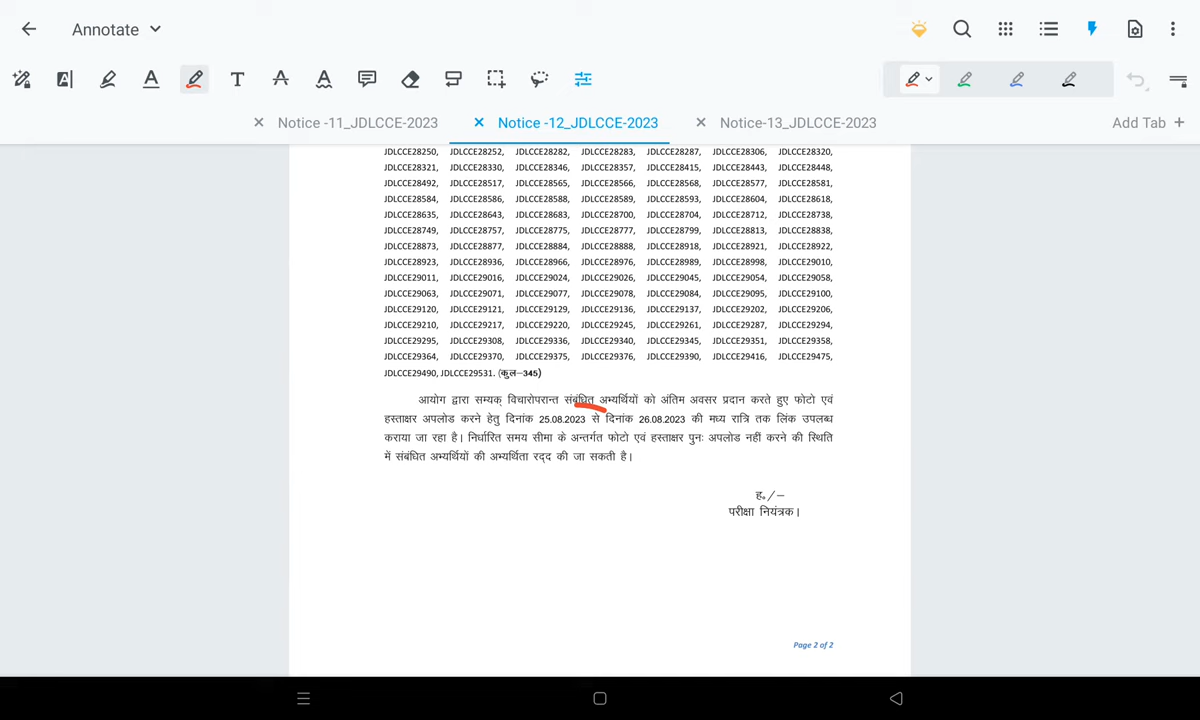 Annotate
Notice -11_JDLCCE-2023 Notice -12_JDLCCE-2023 Notice-13_JDLCCE-2023 Add Tab +
JDLCCE28250, JDLCCE28252, JDLCCE28282, JDLCCE28283, JDLCCE28287, JDLCCE28306, JDLCCE28320,
JDLCCE28321, JDLCCE28330, JDLCCE28346, JDLCCE28357, JDLCCE28415, JDLCCE28443, JDLCCE28448,
JDLCCE28492, JDLCCE28517, JDLCCE28565, JDLCCE28566, JDLCCE28568, JDLCCE28577, JDLCCE28581,
JDLCCE28584, JDLCCE28586, JDLCCE28588, JDLCCE28589, JDLCCE28593, JDLCCE28604, JDLCCE28618,
JDLCCE28635, JDLCCE28643, JDLCCE28683, JDLCCE28700, JDLCCE28704, JDLCCE28712, JDLCCE28738,
JDLCCE28749, JDLCCE28757, JDLCCE28775, JDLCCE28777, JDLCCE28799, JDLCCE28813, JDLCCE28838,
JDLCCE28873, JDLCCE28877, JDLCCE28884, JDLCCE28888, JDLCCE28918, JDLCCE28921, JDLCCE28922,
JDLCCE28923, JDLCCE28936, JDLCCE28966, JDLCCE28976, JDLCCE28989, JDLCCE28998, JDLCCE29010,
JDLCCE29011, JDLCCE29016, JDLCCE29024, JDLCCE29026, JDLCCE29045, JDLCCE29054, JDLCCE29058,
JDLCCE29063, JDLCCE29071, JDLCCE29077, JDLCCE29078, JDLCCE29084, JDLCCE29095, JDLCCE29100,
JDLCCE29120, JDLCCE29121, JDLCCE29129, JDLCCE29136, JDLCCE29137, JDLCCE29202, JDLCCE29206,
JDLCCE29210, JDLCCE29217, JDLCCE29220, JDLCCE29245, JDLCCE29261, JDLCCE29287, JDLCCE29294,
JDLCCE29295, JDLCCE29308, JDLCCE29336, JDLCCE29340, JDLCCE29345, JDLCCE29351, JDLCCE29358,
JDLCCE29364, JDLCCE29370, JDLCCE29375, JDLCCE29376, JDLCCE29390, JDLCCE29416, JDLCCE29475,
JDLCCE29490, JDLCCE29531. (कुल–345)
आयोग द्वारा सम्यक् विचारोपरान्त संबंधित अभ्यर्थियों को अंतिम अवसर प्रदान करते हुए फोटो एवं
हस्ताक्षर अपलोड करने हेतु दिनांक 25.08.2023 से दिनांक 26.08.2023 की मध्य रात्रि तक लिंक उपलब्ध
कराया जा रहा है। निर्धारित समय सीमा के अन्तर्गत फोटो एवं हस्ताक्षर पुनः अपलोड नहीं करने की स्थिति
में संबंधित अभ्यर्थियों की अभ्यर्थिता रद्द की जा सकती है।
ह०/–
परीक्षा नियंत्रक।
Page 2 of 2